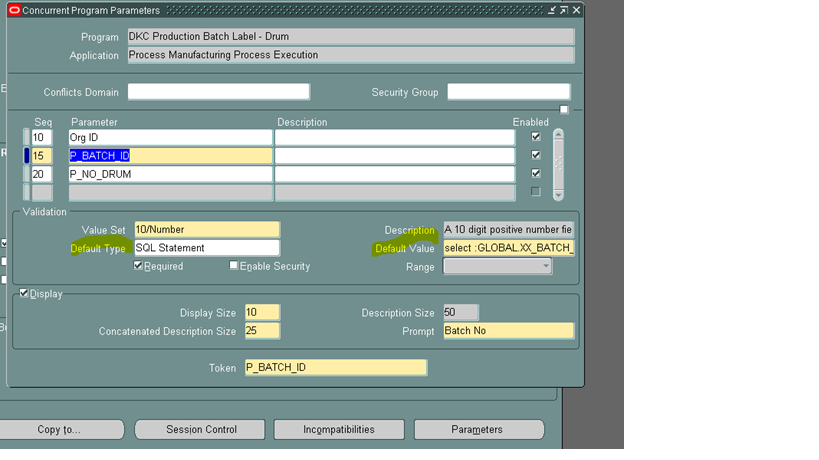 Concurrent Program Parameters
Program DKC Production Batch Label - Drum
Application Process Manufacturing Process Execution
Conflicts Domain Security Group
Seq Parameter Description Enabled
10 Org ID
15 P_BATCH_ID
20 P_NO_DRUM
Validation
Value Set 10/Number Description A 10 digit positive number fie
Default Type SQL Statement Default Value select :GLOBAL.XX_BATCH_
Required Enable Security Range
Display
Display Size 10 Description Size 50
Concatenated Description Size 25 Prompt Batch No
Token P_BATCH_ID
Copy to... Session Control Incompatibilities Parameters